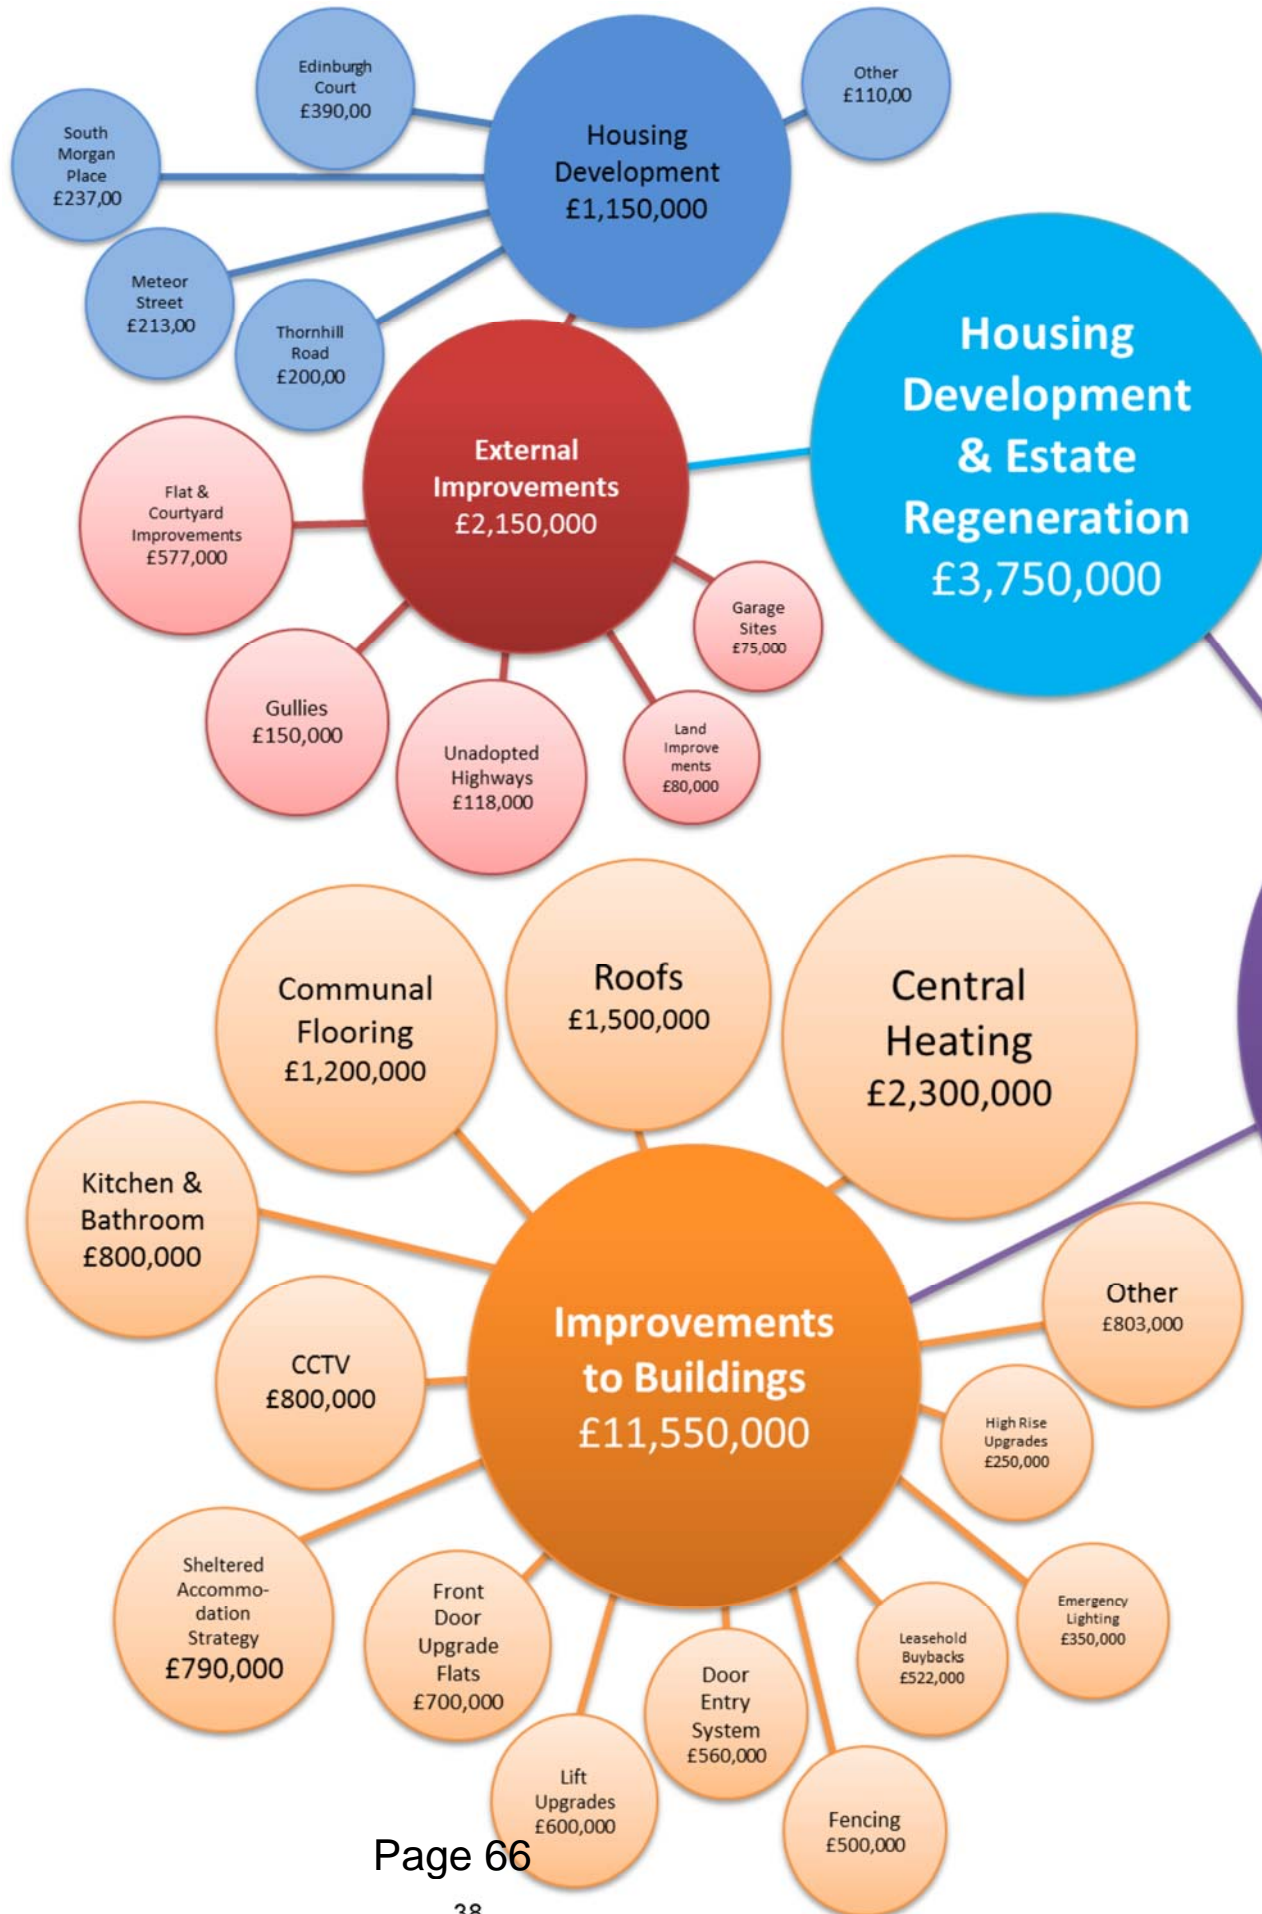 Edinburgh
Court
£390,00
Other
£110,00
South
Morgan
Place
£237,00
Housing
Development
£1,150,000
Meteor
Street
£213,00
Thornhill
Road
£200,00
Housing
Development
& Estate
Regeneration
£3,750,000
External
Improvements
£2,150,000
Flat &
Courtyard
Improvements
£577,000
Garage
Sites
£75,000
Gullies
£150,000
Unadopted
Highways
£118,000
Land
Improve
ments
£80,000
Communal
Flooring
£1,200,000
Roofs
£1,500,000
Central
Heating
£2,300,000
Kitchen &
Bathroom
£800,000
CCTV
£800,000
Improvements
to Buildings
£11,550,000
Other
£803,000
High Rise
Upgrades
£250,000
Sheltered
Accommo-
dation
Strategy
£790,000
Front
Door
Upgrade
Flats
£700,000
Emergency
Lighting
£350,000
Leasehold
Buybacks
£522,000
Door
Entry
System
£560,000
Lift
Upgrades
£600,000
Fencing
£500,000
Page 66
38